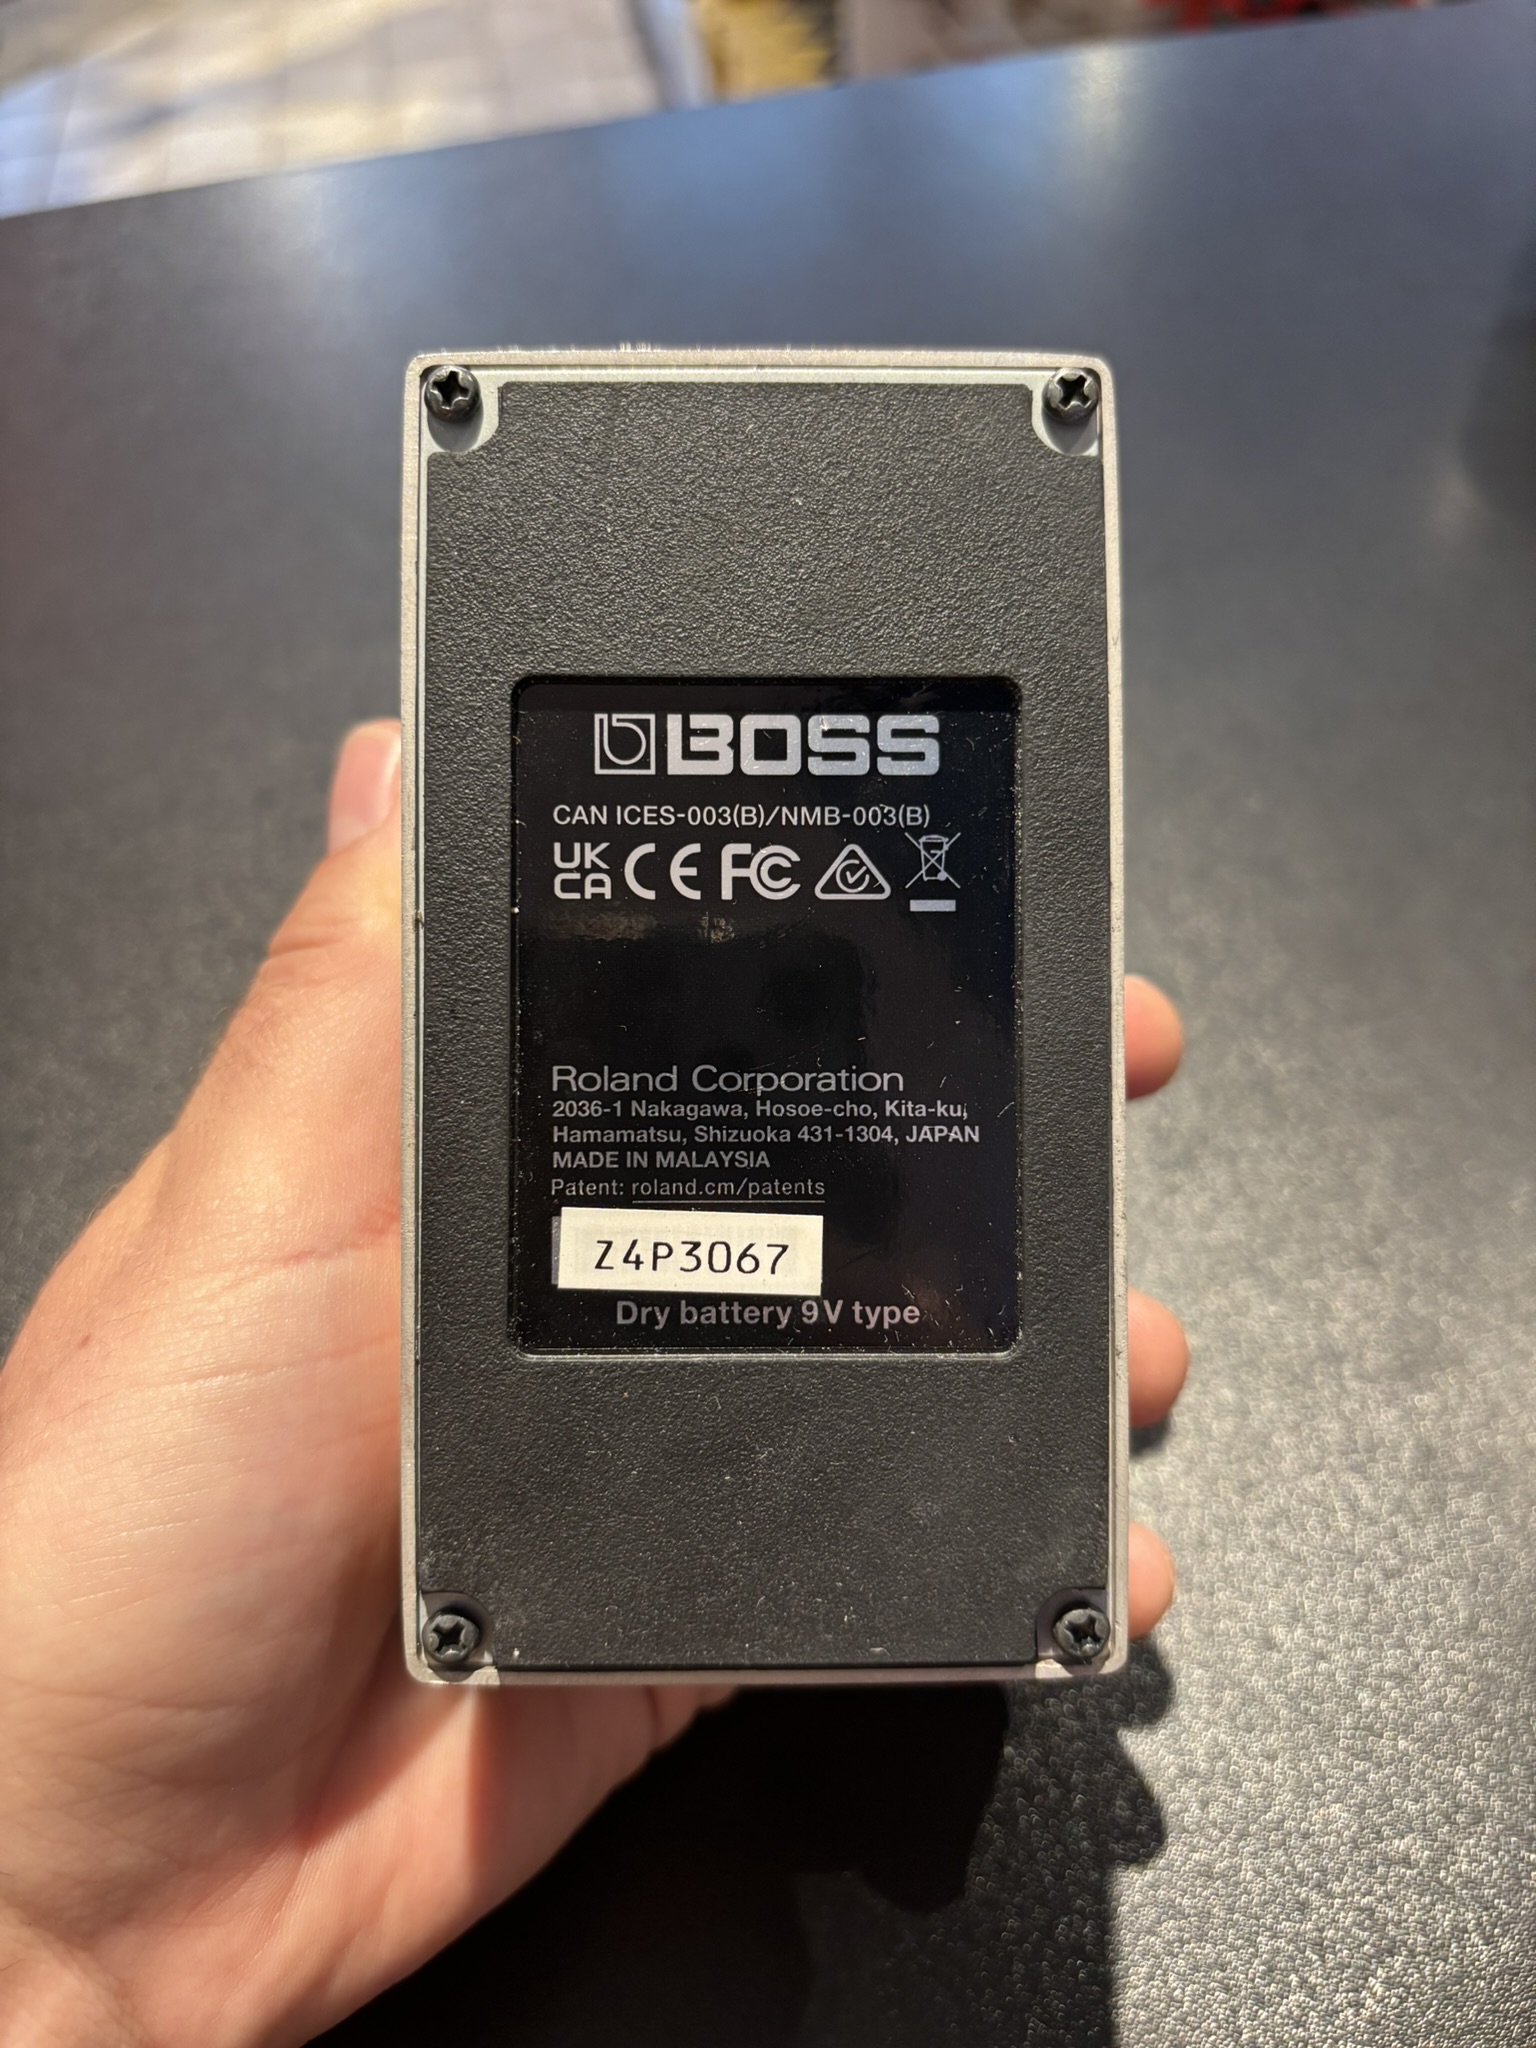 BOSS
CAN ICES-003(B)/NMB-003(B)
UK CA CE FC
Roland Corporation
2036-1 Nakagawa, Hosoe-cho, Kita-ku,
Hamamatsu, Shizuoka 431-1304, JAPAN
MADE IN MALAYSIA
Patent: roland.cm/patents
Z4P3067
Dry battery 9V type